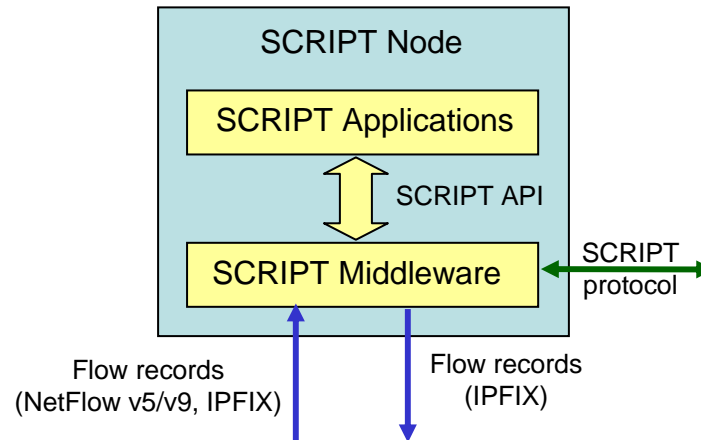 SCRIPT Node
SCRIPT Applications
SCRIPT API
SCRIPT Middleware
SCRIPT
protocol
Flow records
(NetFlow v5/v9, IPFIX)
Flow records
(IPFIX)